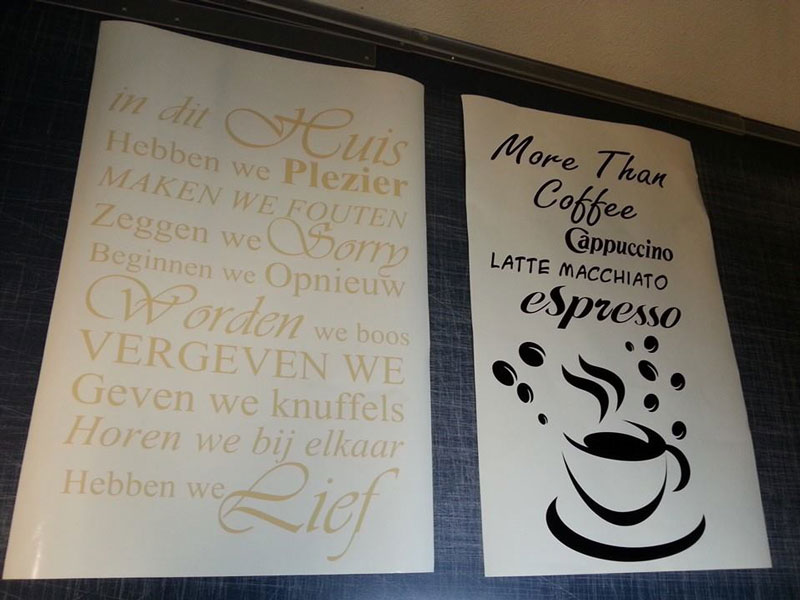 in dit Huis
Hebben we Plezier
MAKEN WE FOUTEN
Zeggen we Sorry
Beginnen we Opnieuw
Worden we boos
VERGEVEN WE
Geven we knuffels
Horen we bij elkaar
Hebben we Lief
More Than
Coffee
Cappuccino
LATTE MACCHIATO
espresso